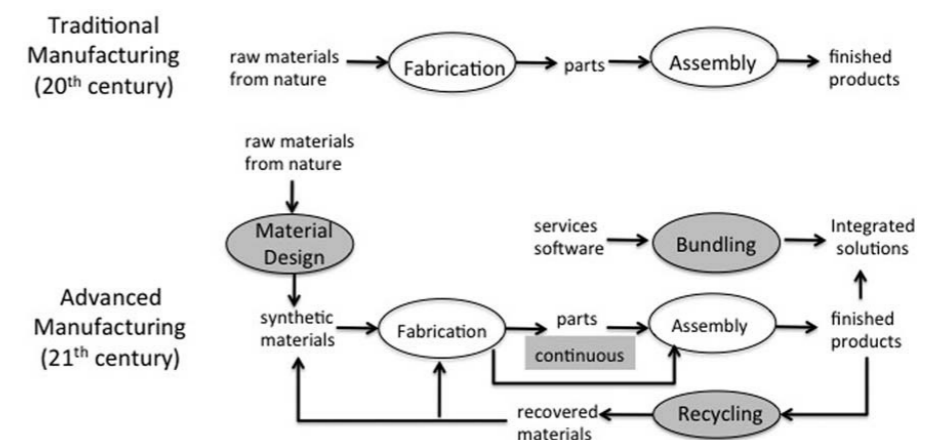 Traditional
Manufacturing
(20th century)
raw materials
from nature
Fabrication
parts
Assembly
finished
products
raw materials
from nature
Material
Design
services
software
Bundling
Integrated
solutions
Advanced
Manufacturing
(21th century)
synthetic
materials
Fabrication
parts
continuous
Assembly
finished
products
recovered
materials
Recycling